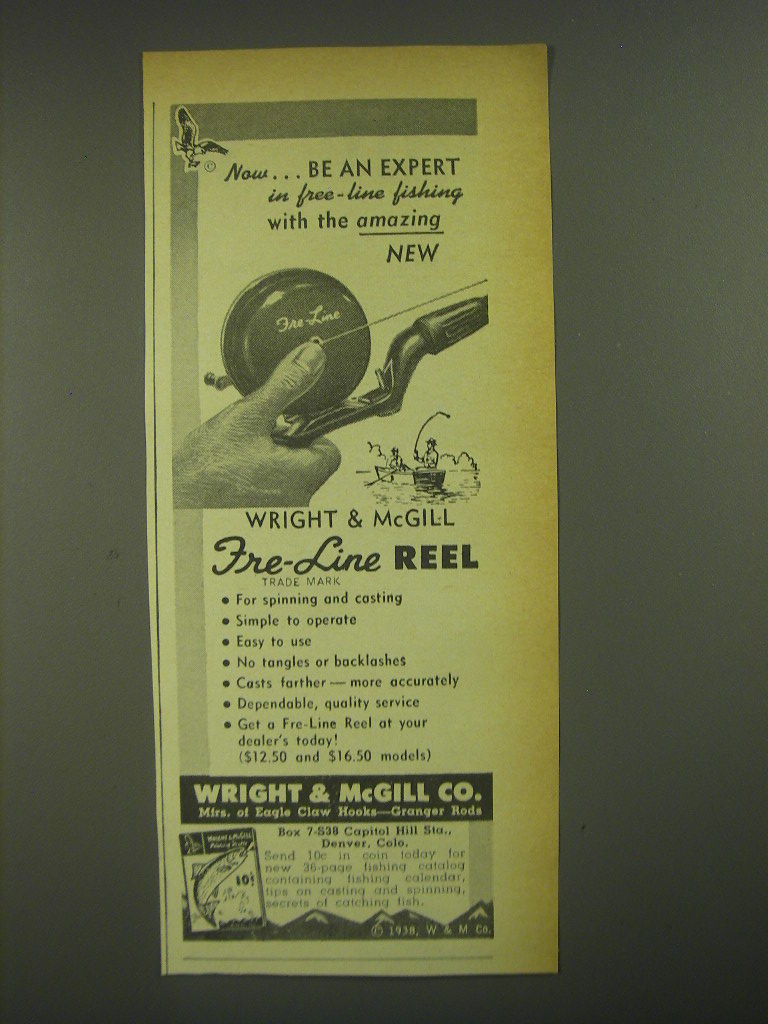 ©
Now... BE AN EXPERT
in free-line fishing
with the amazing
NEW
Fre-Line
WRIGHT & McGILL
Fre-Line REEL
TRADE MARK
• For spinning and casting
• Simple to operate
• Easy to use
• No tangles or backlashes
• Casts farther—more accurately
• Dependable, quality service
• Get a Fre-Line Reel at your
dealer's today!
($12.50 and $16.50 models)
WRIGHT & McGILL CO.
Mfrs. of Eagle Claw Hooks—Granger Rods
Box 7-S38 Capitol Hill Sta.,
Denver, Colo.
Send 10c in coin today for
new 36-page fishing catalog
containing fishing calendar,
tips on casting and spinning,
secrets of catching fish.
WRIGHT & McGILL
10¢
© 1938, W & M Co.